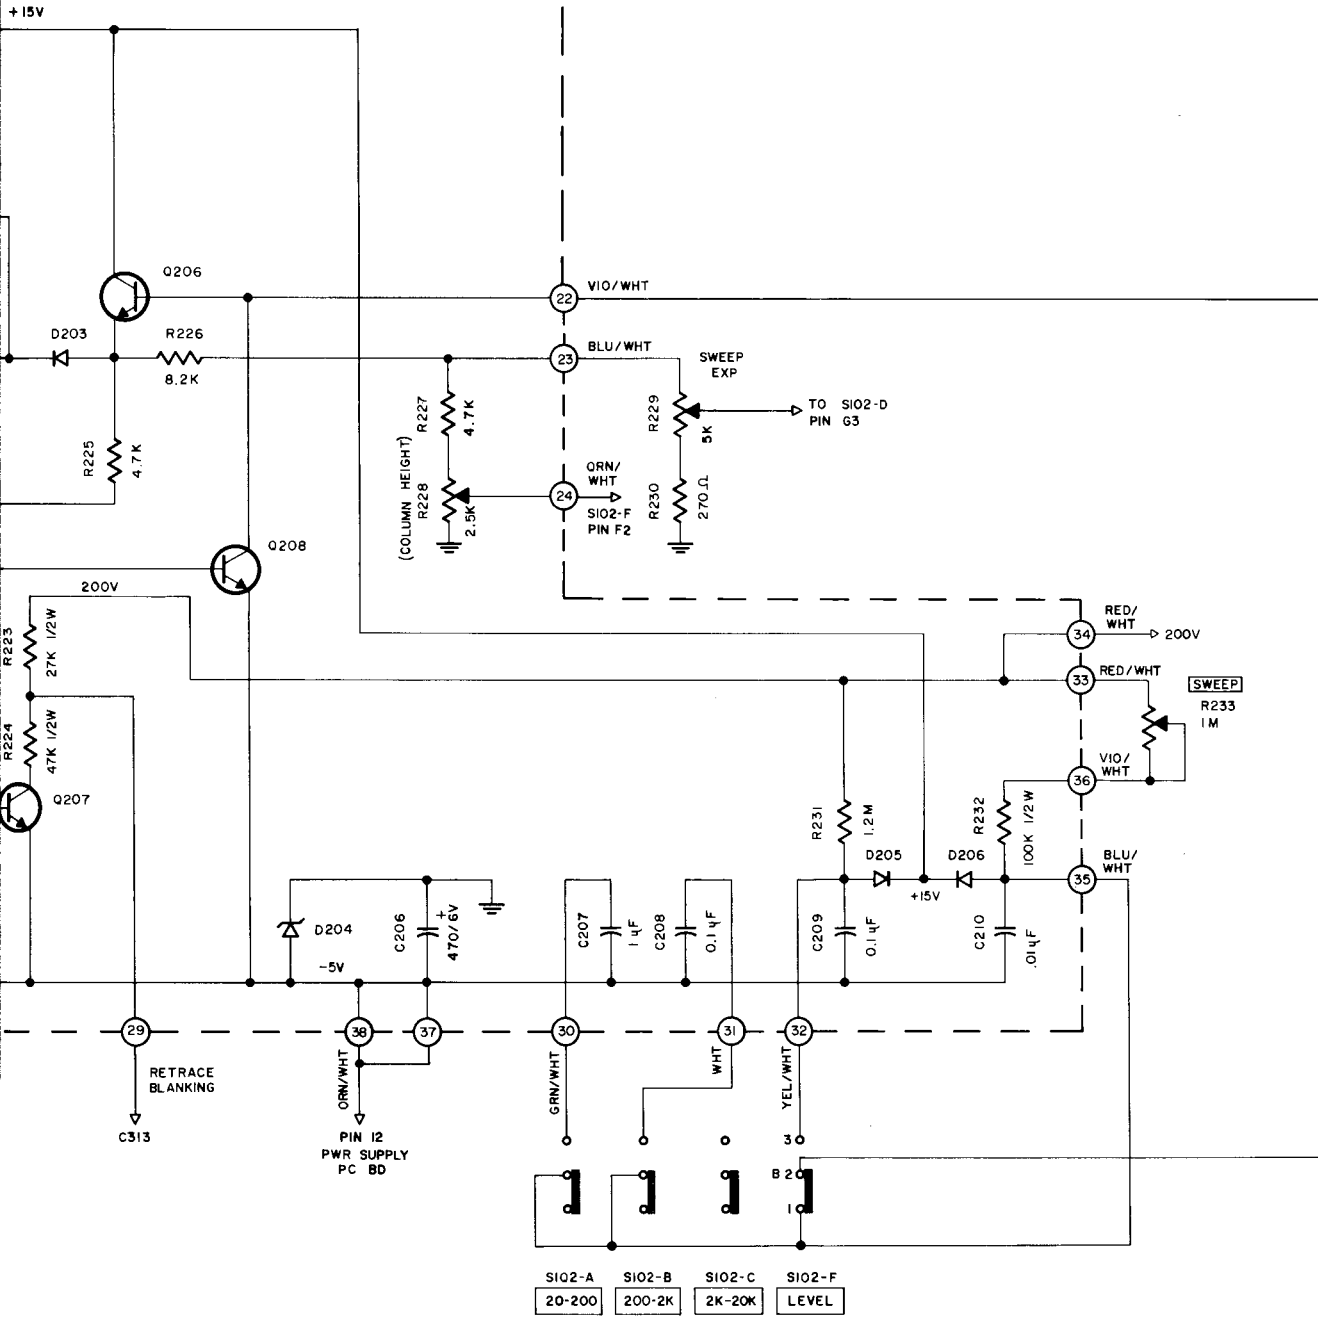 +15V
Q206
22
VIO/WHT
D203
R226
8.2K
23
BLU/WHT
SWEEP
EXP
R227
4.7K
R229
5K
TO S102-D
PIN G3
R225
4.7K
(COLUMN HEIGHT)
R228
2.5K
24
ORN/
WHT
S102-F
PIN F2
R230
270Ω
Q208
200V
R223
27K 1/2W
34
RED/
WHT
200V
33
RED/WHT
SWEEP
R233
1M
R224
47K 1/2W
Q207
36
VIO/
WHT
R231
1.2M
R232
100K 1/2W
D205
D206
+15V
35
BLU/
WHT
D204
C206
+
470/6V
C207
1µF
C208
0.1µF
C209
0.1µF
C210
.01µF
-5V
29
38
37
30
31
32
RETRACE
BLANKING
C313
ORN/WHT
PIN 12
PWR SUPPLY
PC BD
GRN/WHT
WHT
YEL/WHT
3
B 2
1
S102-A
S102-B
S102-C
S102-F
20-200
200-2K
2K-20K
LEVEL